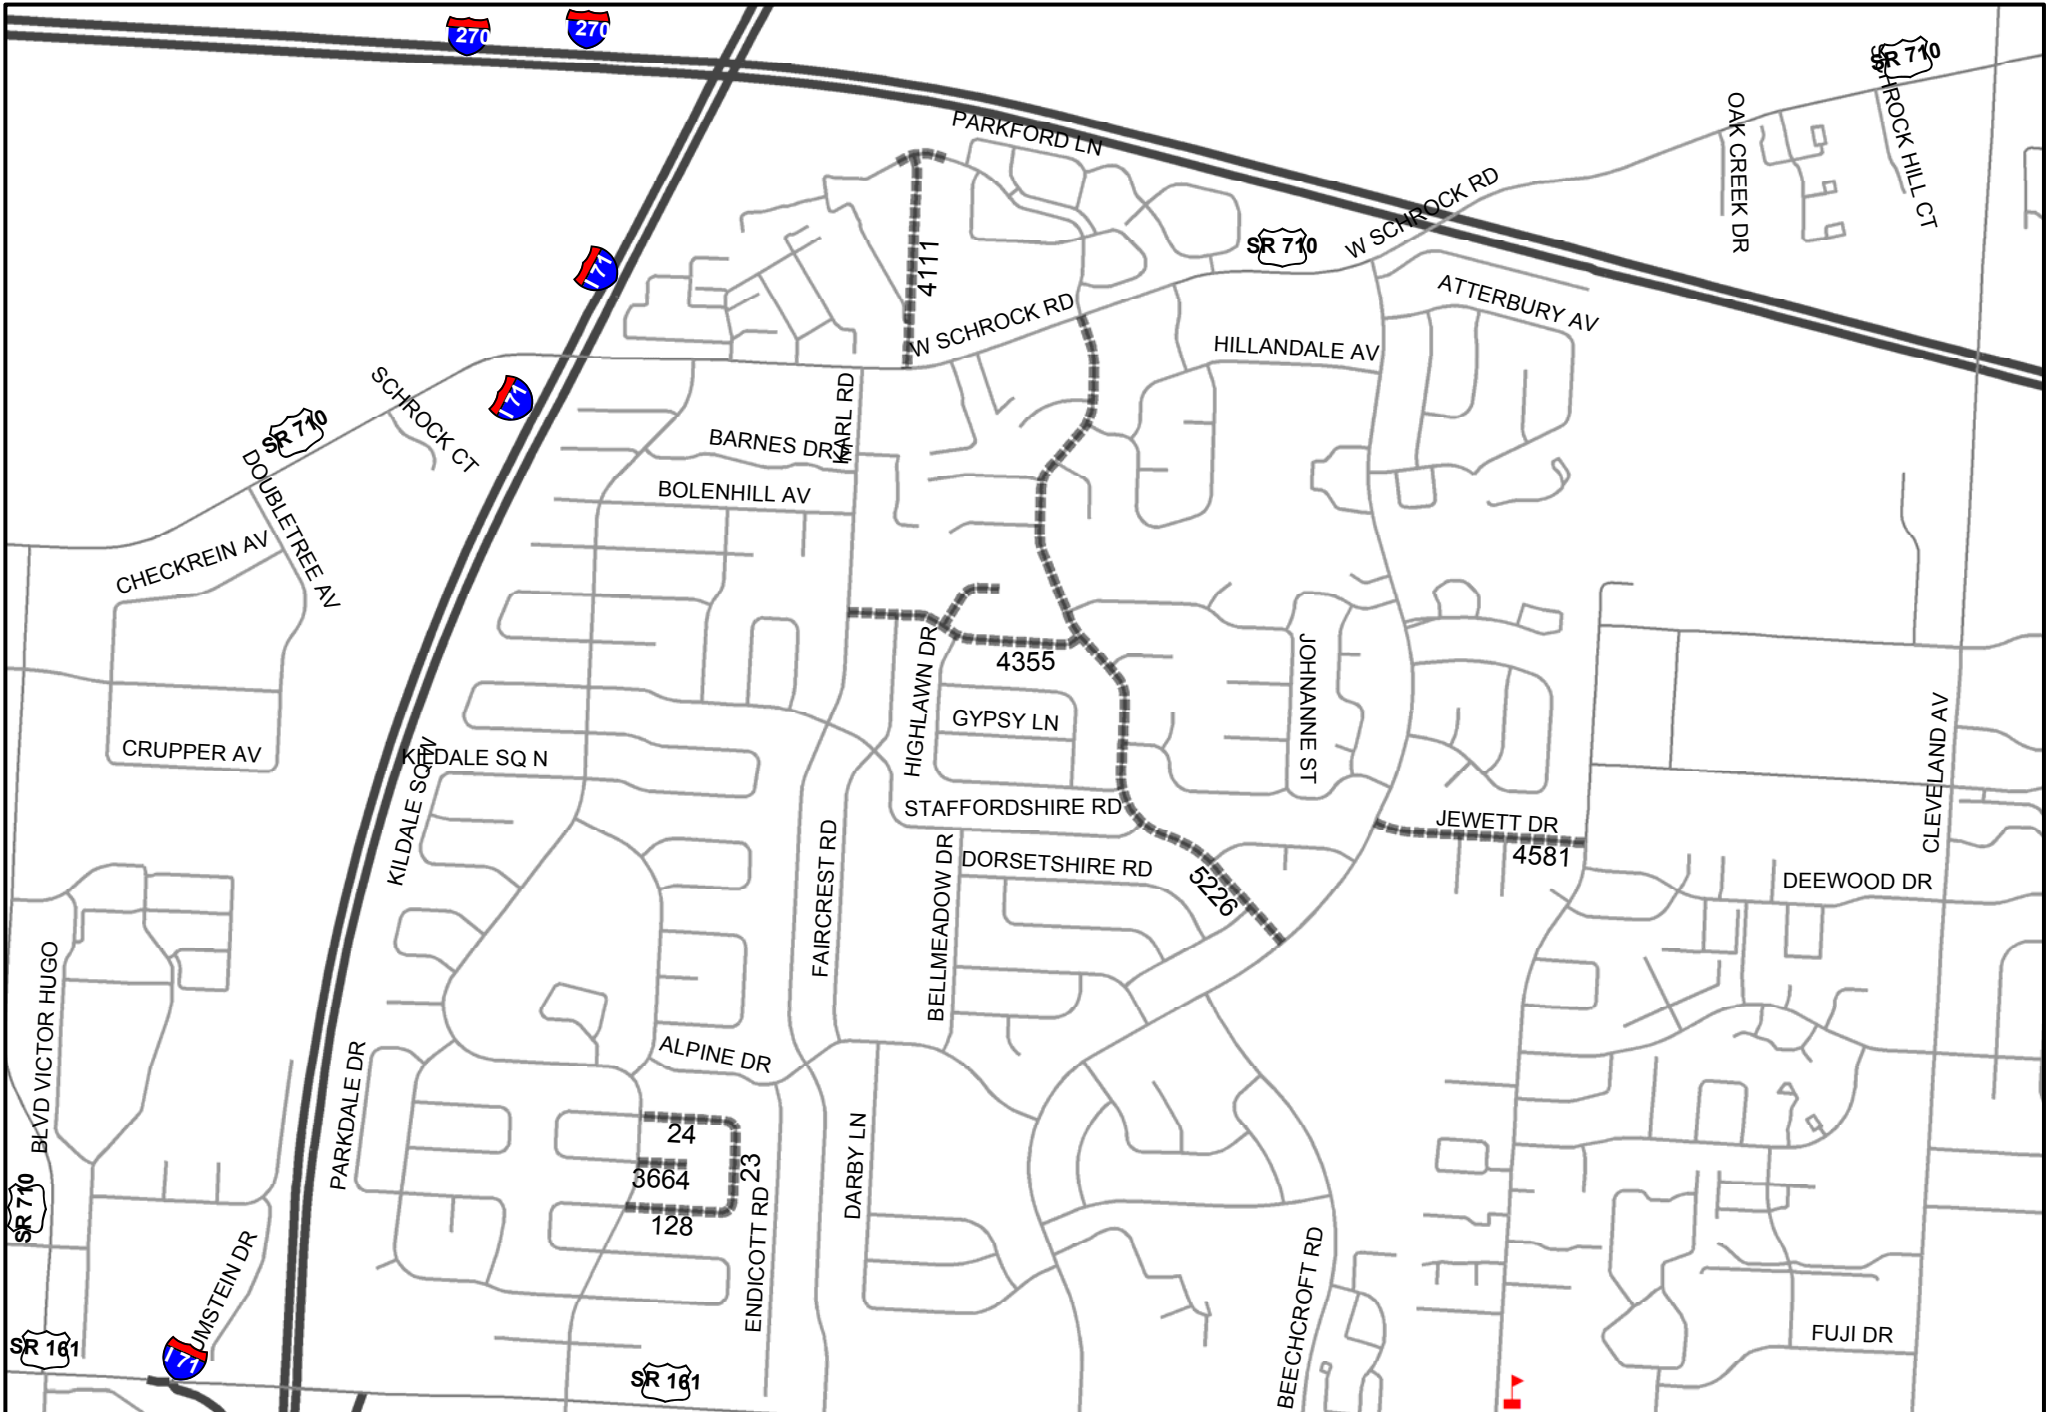 270
270
SR 710
PARKFORD LN
OAK CREEK DR
SCHROCK HILL CT
W SCHROCK RD
SR 710
I 71
4111
ATTERBURY AV
W SCHROCK RD
HILLANDALE AV
SCHROCK CT
I 71
KARL RD
SR 710
BARNES DR W
DOUBLETREE AV
BOLENHILL AV
CHECKREIN AV
HIGHLAWN DR
4355
JOHNANNE ST
GYPSY LN
CLEVELAND AV
CRUPPER AV
KILDALE SQ N
KILDALE SQ W
STAFFORDSHIRE RD
JEWETT DR
4581
FAIRCREST RD
BELLMEADOW DR
DORSETSHIRE RD
5226
DEEWOOD DR
BLVD VICTOR HUGO
PARKDALE DR
ALPINE DR
24
23
3664
128
DARBY LN
ENDICOTT RD
SR 710
UMSTEIN DR
BEECHCROFT RD
FUJI DR
SR 161
I 71
SR 161